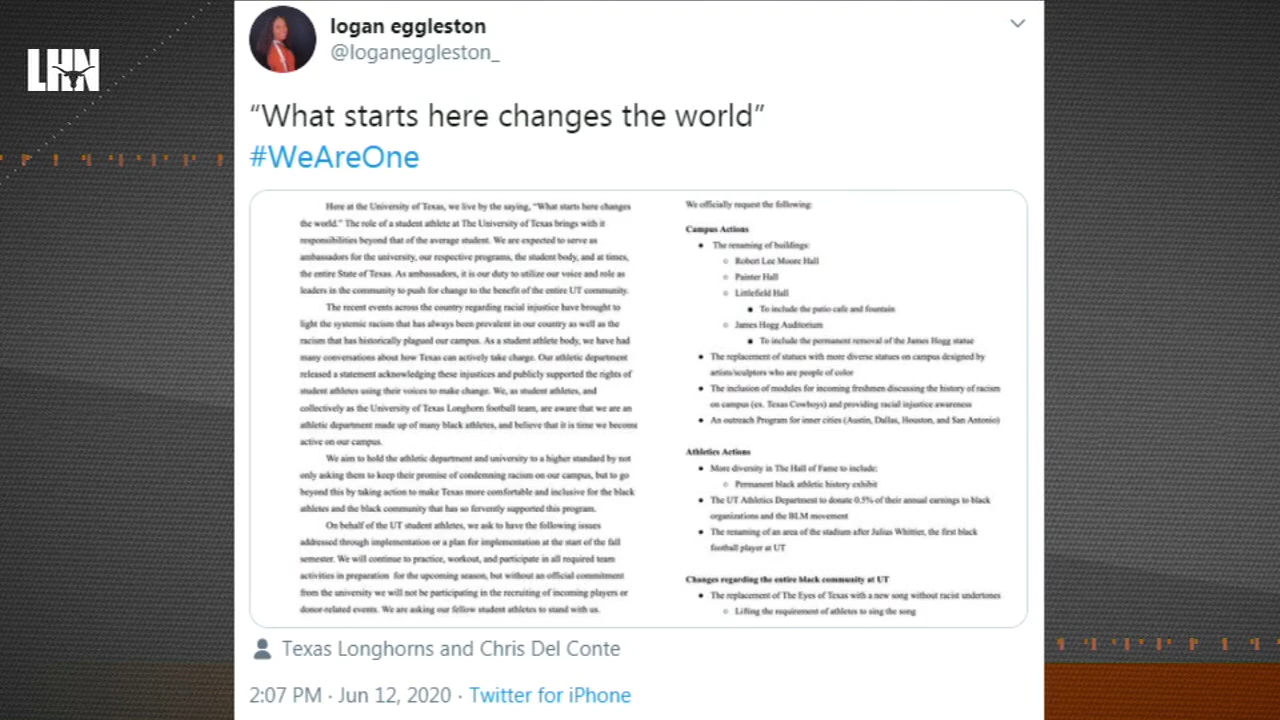 LHN
logan eggleston
@loganeggleston_
“What starts here changes the world”
#WeAreOne
Here at the University of Texas, we live by the saying, “What starts here changes
the world.” The role of a student athlete at The University of Texas brings with it
responsibilities beyond that of the average student. We are expected to serve as
ambassadors for the university, our respective programs, the student body, and at times,
the entire State of Texas. As ambassadors, it is our duty to utilize our voice and role as
leaders in the community to push for change to the benefit of the entire UT community.
The recent events across the country regarding racial injustice have brought to
light the systemic racism that has always been prevalent in our country as well as the
racism that has historically plagued our campus. As a student athlete body, we have had
many conversations about how Texas can actively take charge. Our athletic department
released a statement acknowledging these injustices and publicly supported the rights of
student athletes using their voices to make change. We, as student athletes, and
collectively as the University of Texas Longhorn football team, are aware that we are an
athletic department made up of many black athletes, and believe that it is time we become
active on our campus.
We aim to hold the athletic department and university to a higher standard by not
only asking them to keep their promise of condemning racism on our campus, but to go
beyond this by taking action to make Texas more comfortable and inclusive for the black
athletes and the black community that has so fervently supported this program.
On behalf of the UT student athletes, we ask to have the following issues
addressed through implementation or a plan for implementation at the start of the fall
semester. We will continue to practice, workout, and participate in all required team
activities in preparation for the upcoming season, but without an official commitment
from the university we will not be participating in the recruiting of incoming players or
donor-related events. We are asking our fellow student athletes to stand with us.
We officially request the following:
Campus Actions
• The renaming of buildings:
○ Robert Lee Moore Hall
○ Painter Hall
○ Littlefield Hall
■ To include the patio cafe and fountain
○ James Hogg Auditorium
■ To include the permanent removal of the James Hogg statue
• The replacement of statues with more diverse statues on campus designed by
artists/sculptors who are people of color
• The inclusion of modules for incoming freshmen discussing the history of racism
on campus (ex. Texas Cowboys) and providing racial injustice awareness
• An outreach Program for inner cities (Austin, Dallas, Houston, and San Antonio)
Athletics Actions
• More diversity in The Hall of Fame to include:
○ Permanent black athletic history exhibit
• The UT Athletics Department to donate 0.5% of their annual earnings to black
organizations and the BLM movement
• The renaming of an area of the stadium after Julius Whittier, the first black
football player at UT
Changes regarding the entire black community at UT
• The replacement of The Eyes of Texas with a new song without racist undertones
○ Lifting the requirement of athletes to sing the song
Texas Longhorns and Chris Del Conte
2:07 PM · Jun 12, 2020 · Twitter for iPhone